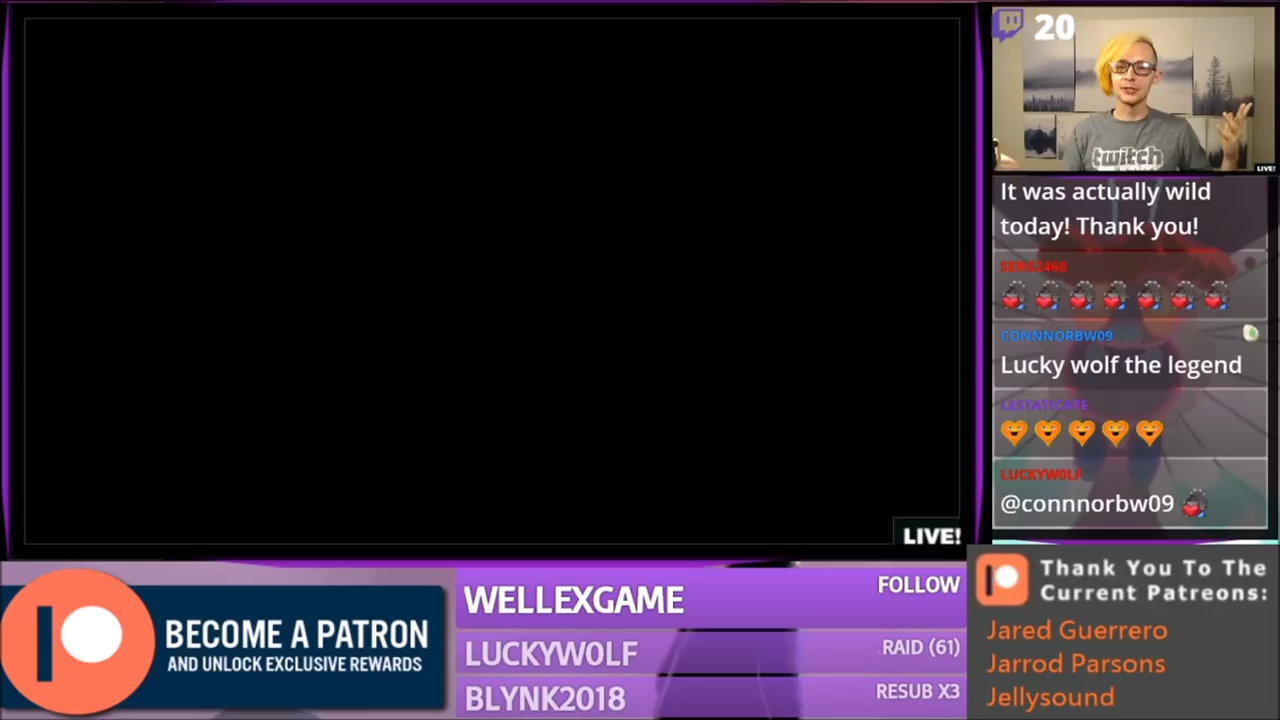 20
twitch
LIVE!
It was actually wild
today! Thank you!
CONNNORBW09
Lucky wolf the legend
LUCKYW0LF
@connnorbw09
LIVE!
BECOME A PATRON
AND UNLOCK EXCLUSIVE REWARDS
WELLEXGAME FOLLOW
LUCKYW0LF RAID (61)
BLYNK2018 RESUB X3
Thank You To The
Current Patreons:
Jared Guerrero
Jarrod Parsons
Jellysound